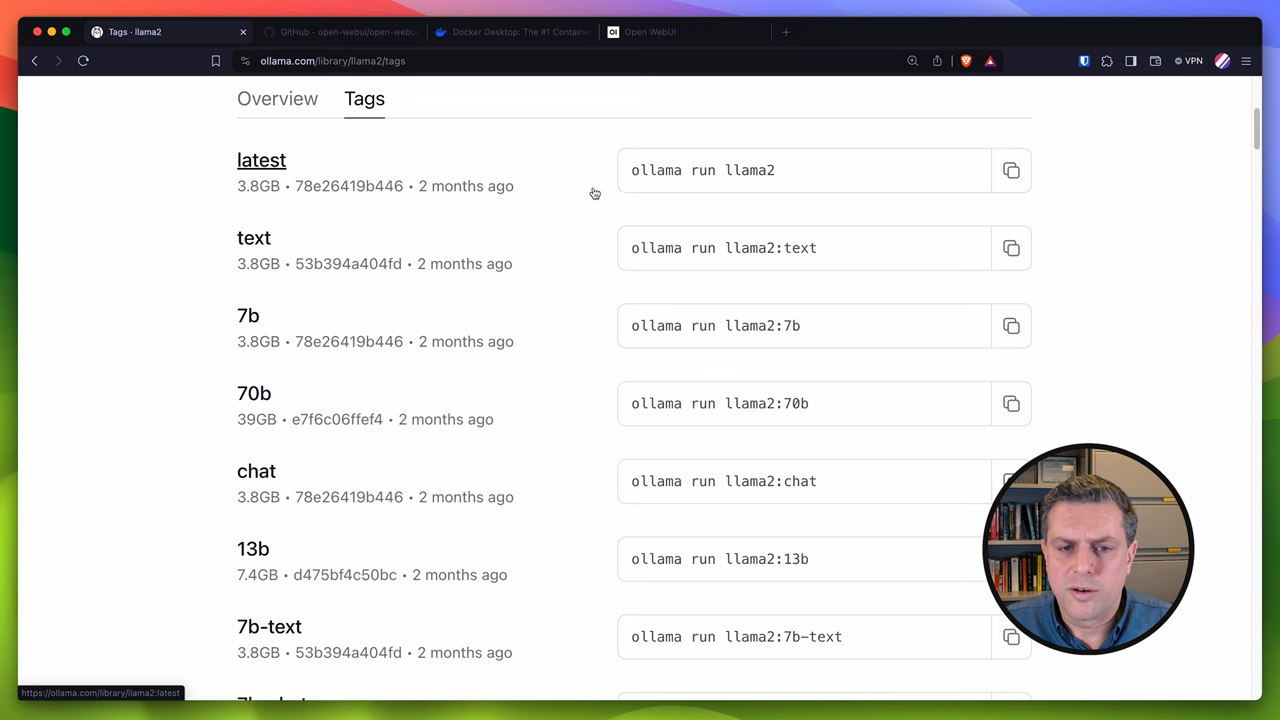 Tags · llama2
GitHub - open-webui/open-webu
Docker Desktop: The #1 Containe
OI Open WebUI
ollama.com/library/llama2/tags
VPN
Overview Tags
latest
3.8GB • 78e26419b446 • 2 months ago
ollama run llama2
text
3.8GB • 53b394a404fd • 2 months ago
ollama run llama2:text
7b
3.8GB • 78e26419b446 • 2 months ago
ollama run llama2:7b
70b
39GB • e7f6c06ffef4 • 2 months ago
ollama run llama2:70b
chat
3.8GB • 78e26419b446 • 2 months ago
ollama run llama2:chat
13b
7.4GB • d475bf4c50bc • 2 months ago
ollama run llama2:13b
7b-text
3.8GB • 53b394a404fd • 2 months ago
ollama run llama2:7b-text
https://ollama.com/library/llama2:latest